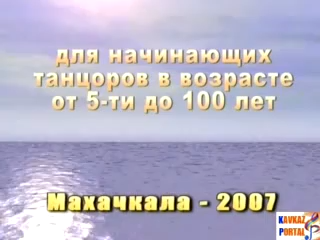 для начинающих
танцоров в возрасте
от 5-ти до 100 лет
Махачкала - 2007
KAVKAZ
PORTAL